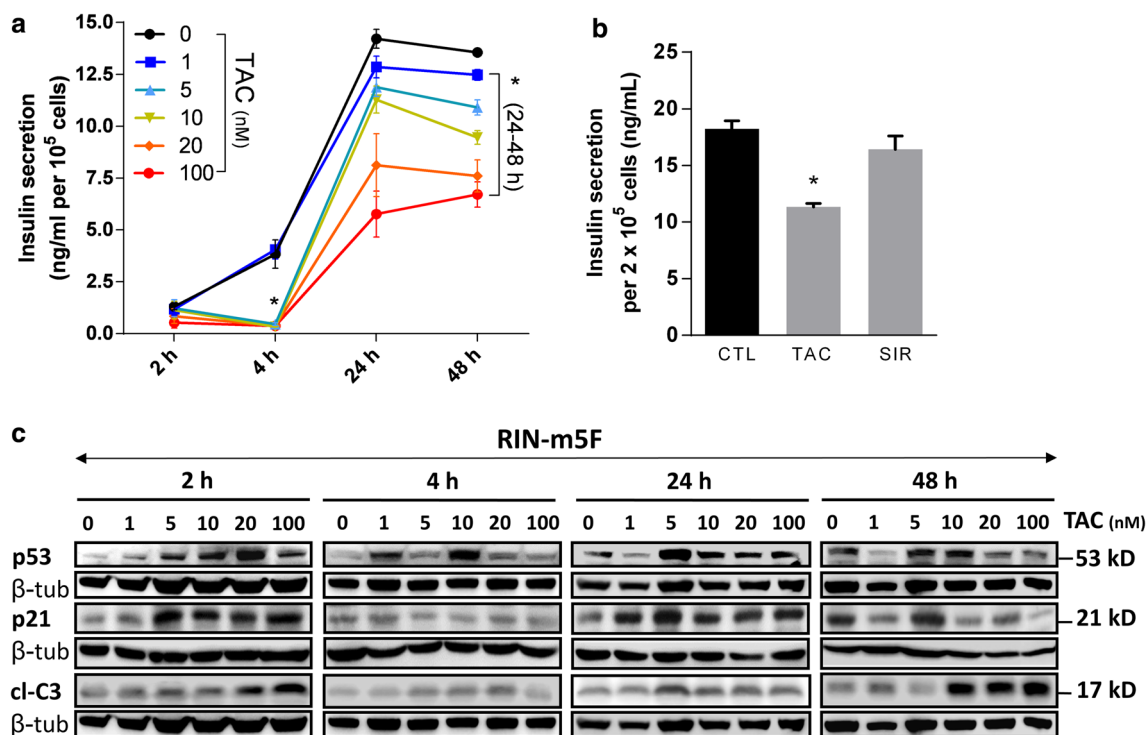 a
Insulin secretion
(ng/ml per 10⁵ cells)
15.0
12.5
10.0
7.5
5.0
2.5
0.0
0
1
5
10
20
100
TAC (nM)
*
* (24-48 h)
2 h
4 h
24 h
48 h
b
Insulin secretion
per 2 x 10⁵ cells (ng/mL)
25
20
15
10
5
0
*
CTL TAC SIR
c
RIN-m5F
2 h 4 h 24 h 48 h
0 1 5 10 20 100 0 1 5 10 20 100 0 1 5 10 20 100 0 1 5 10 20 100 TAC (nM)
p53 53 kD
β-tub
p21 21 kD
β-tub
cl-C3 17 kD
β-tub